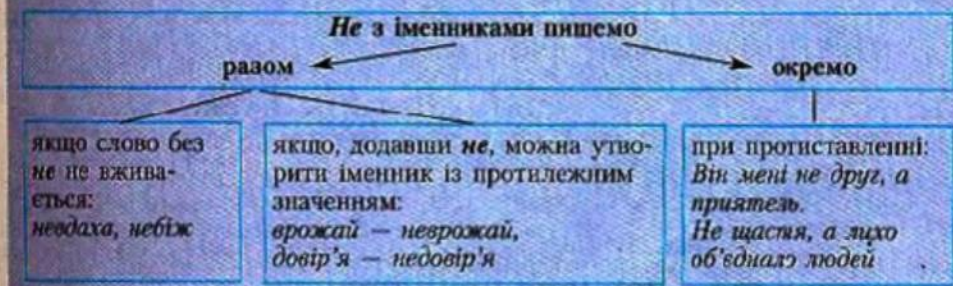 Не з іменниками пишемо
разом
окремо
якщо слово без
не не вжива-
ється:
невдаха, небіж
якщо, додавши не, можна утво-
рити іменник із протилежним
значенням:
врожай — неврожай,
довір'я — недовір'я
при протиставленні:
Він мені не друг, а
приятель.
Не щастя, а лихо
об'єднало людей